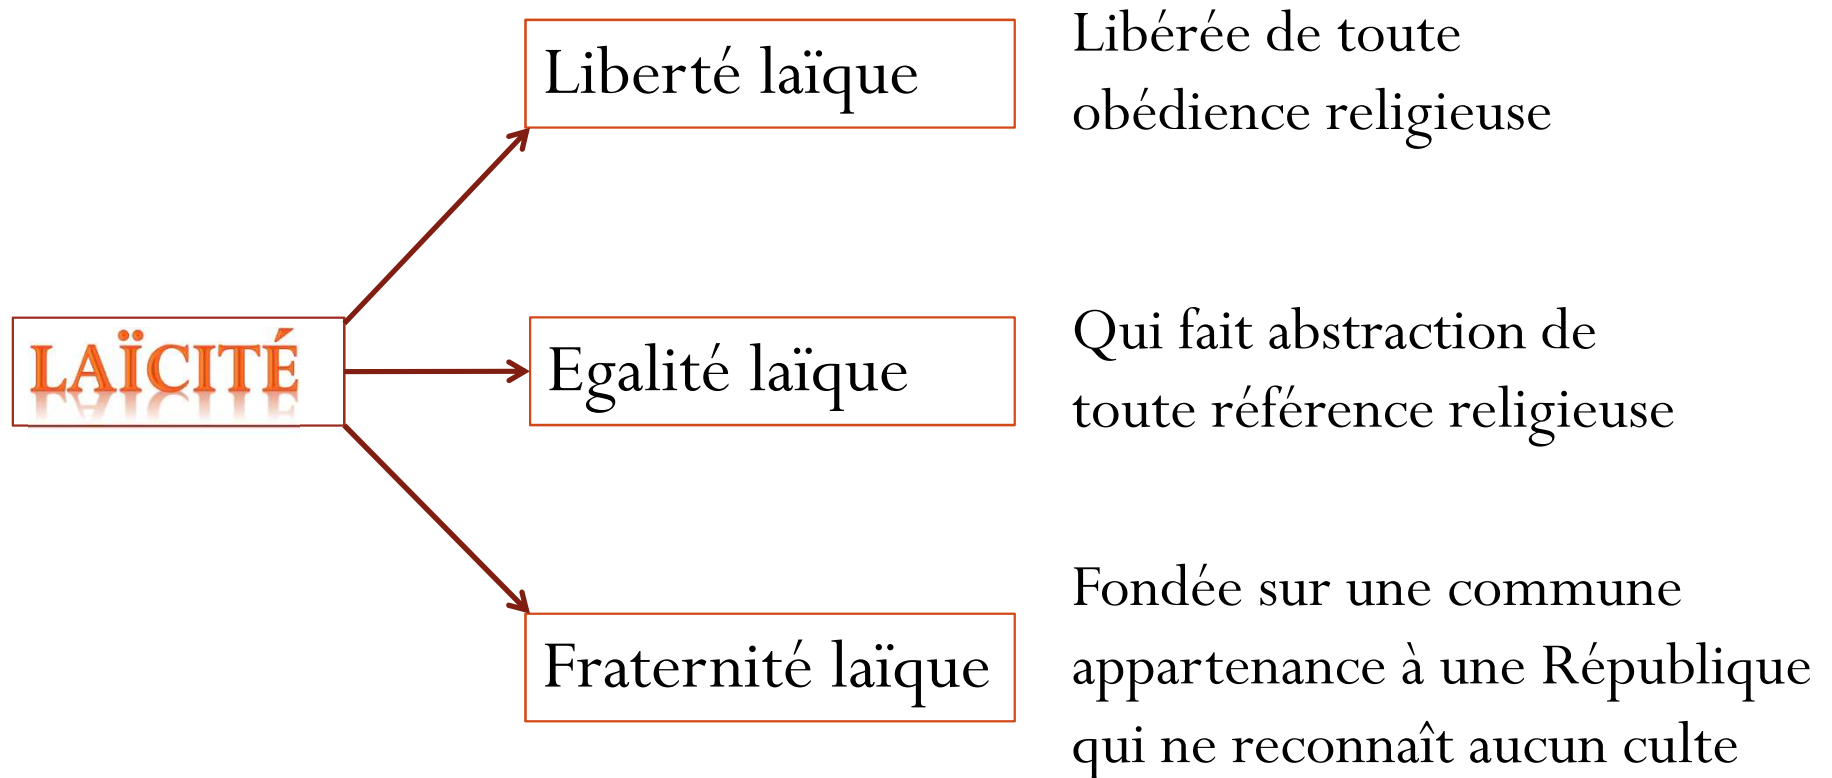 Liberté laïque
Libérée de toute
obédience religieuse
LAÏCITÉ
Egalité laïque
Qui fait abstraction de
toute référence religieuse
Fraternité laïque
Fondée sur une commune
appartenance à une République
qui ne reconnaît aucun culte